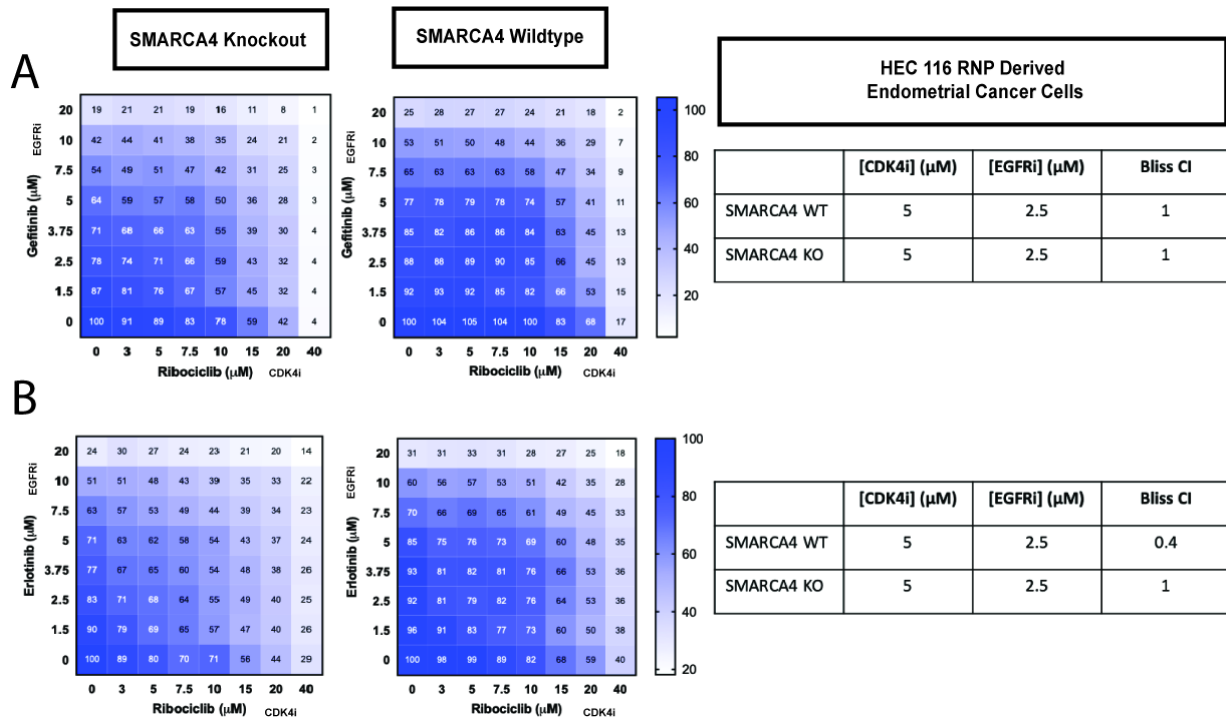 SMARCA4 Knockout
SMARCA4 Wildtype
HEC 116 RNP Derived
Endometrial Cancer Cells
A
EGFRi
Gefitinib (µM)
20 19 21 21 19 16 11 8 1
10 42 44 41 38 35 24 21 2
7.5 54 49 51 47 42 31 25 3
5 64 59 57 58 50 36 28 3
3.75 71 68 66 63 55 39 30 4
2.5 78 74 71 66 59 43 32 4
1.5 87 81 76 67 57 45 32 4
0 100 91 89 83 78 59 42 4
0 3 5 7.5 10 15 20 40
Ribociclib (µM) CDK4i
EGFRi
Gefitinib (µM)
20 25 28 27 27 24 21 18 2
10 53 51 50 48 44 36 29 7
7.5 65 63 63 63 58 47 34 9
5 77 78 79 78 74 57 41 11
3.75 85 82 86 86 84 63 45 13
2.5 88 88 89 90 85 66 45 13
1.5 92 93 92 85 82 66 53 15
0 100 104 105 104 100 83 68 17
0 3 5 7.5 10 15 20 40
Ribociclib (µM) CDK4i
100
80
60
40
20
[CDK4i] (µM) [EGFRi] (µM) Bliss CI
SMARCA4 WT 5 2.5 1
SMARCA4 KO 5 2.5 1
B
EGFRi
Erlotinib (µM)
20 24 30 27 24 23 21 20 14
10 51 51 48 43 39 35 33 22
7.5 63 57 53 49 44 39 34 23
5 71 63 62 58 54 43 37 24
3.75 77 67 65 60 54 48 38 26
2.5 83 71 68 64 55 49 40 25
1.5 90 79 69 65 57 47 40 26
0 100 89 80 70 71 56 44 29
0 3 5 7.5 10 15 20 40
Ribociclib (µM) CDK4i
EGFRi
Erlotinib (µM)
20 31 31 33 31 28 27 25 18
10 60 56 57 53 51 42 35 28
7.5 70 66 69 65 61 49 45 33
5 85 75 76 73 69 60 48 35
3.75 93 81 82 81 76 66 53 36
2.5 92 81 79 82 76 64 53 36
1.5 96 91 83 77 73 60 50 38
0 100 98 99 89 82 68 59 40
0 3 5 7.5 10 15 20 40
Ribociclib (µM) CDK4i
100
80
60
40
20
[CDK4i] (µM) [EGFRi] (µM) Bliss CI
SMARCA4 WT 5 2.5 0.4
SMARCA4 KO 5 2.5 1